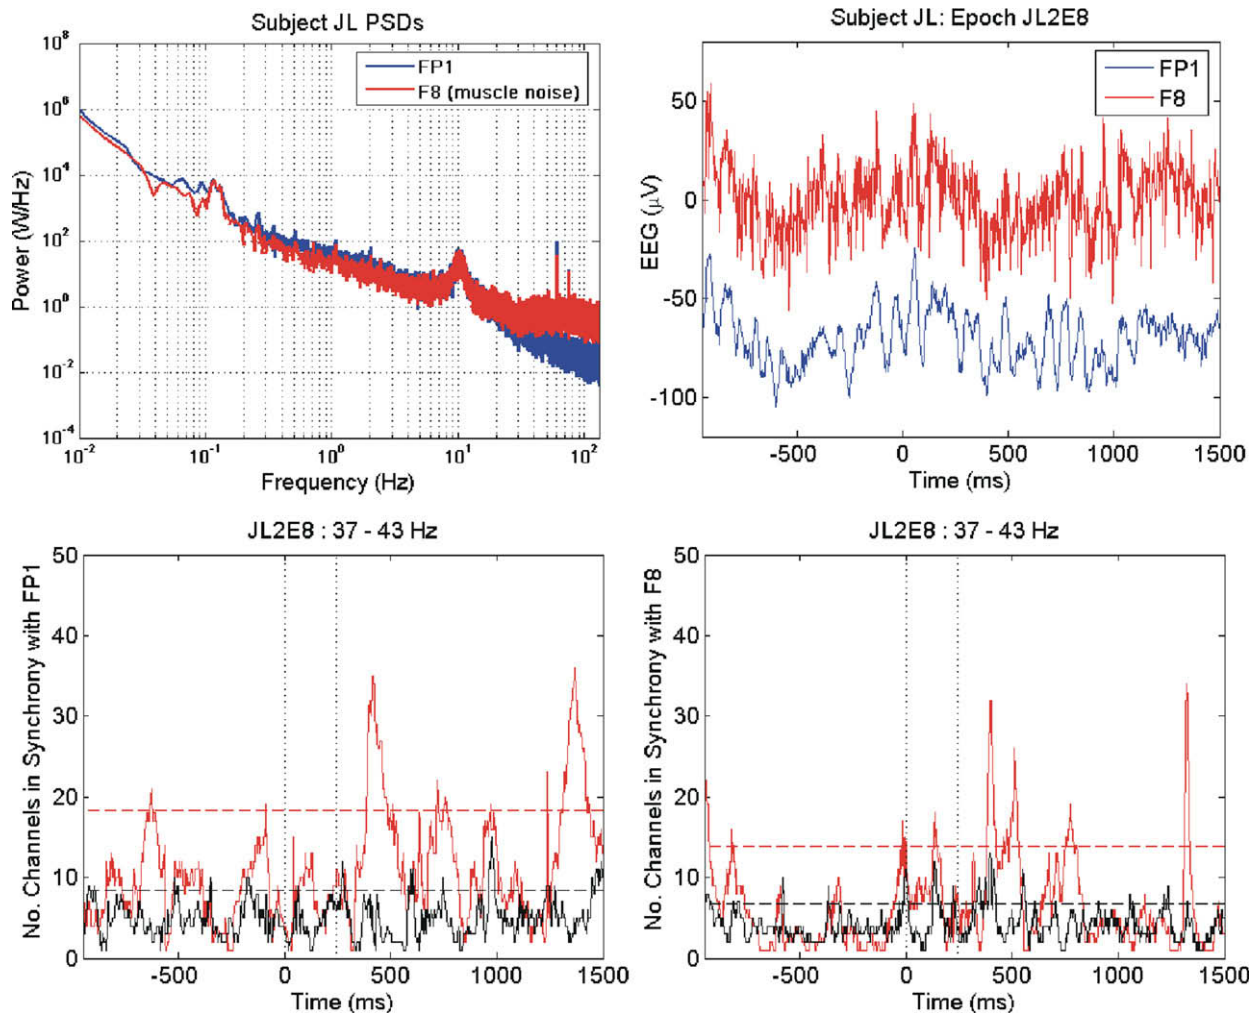 Subject JL PSDs
10^8
10^6
10^4
10^2
10^0
10^-2
10^-4
Power (W/Hz)
FP1
F8 (muscle noise)
10^-2
10^-1
10^0
10^1
10^2
Frequency (Hz)
Subject JL: Epoch JL2E8
50
0
-50
-100
EEG (μV)
FP1
F8
-500
0
500
1000
1500
Time (ms)
JL2E8 : 37 - 43 Hz
50
40
30
20
10
0
No. Channels in Synchrony with FP1
-500
0
500
1000
1500
Time (ms)
JL2E8 : 37 - 43 Hz
50
40
30
20
10
0
No. Channels in Synchrony with F8
-500
0
500
1000
1500
Time (ms)